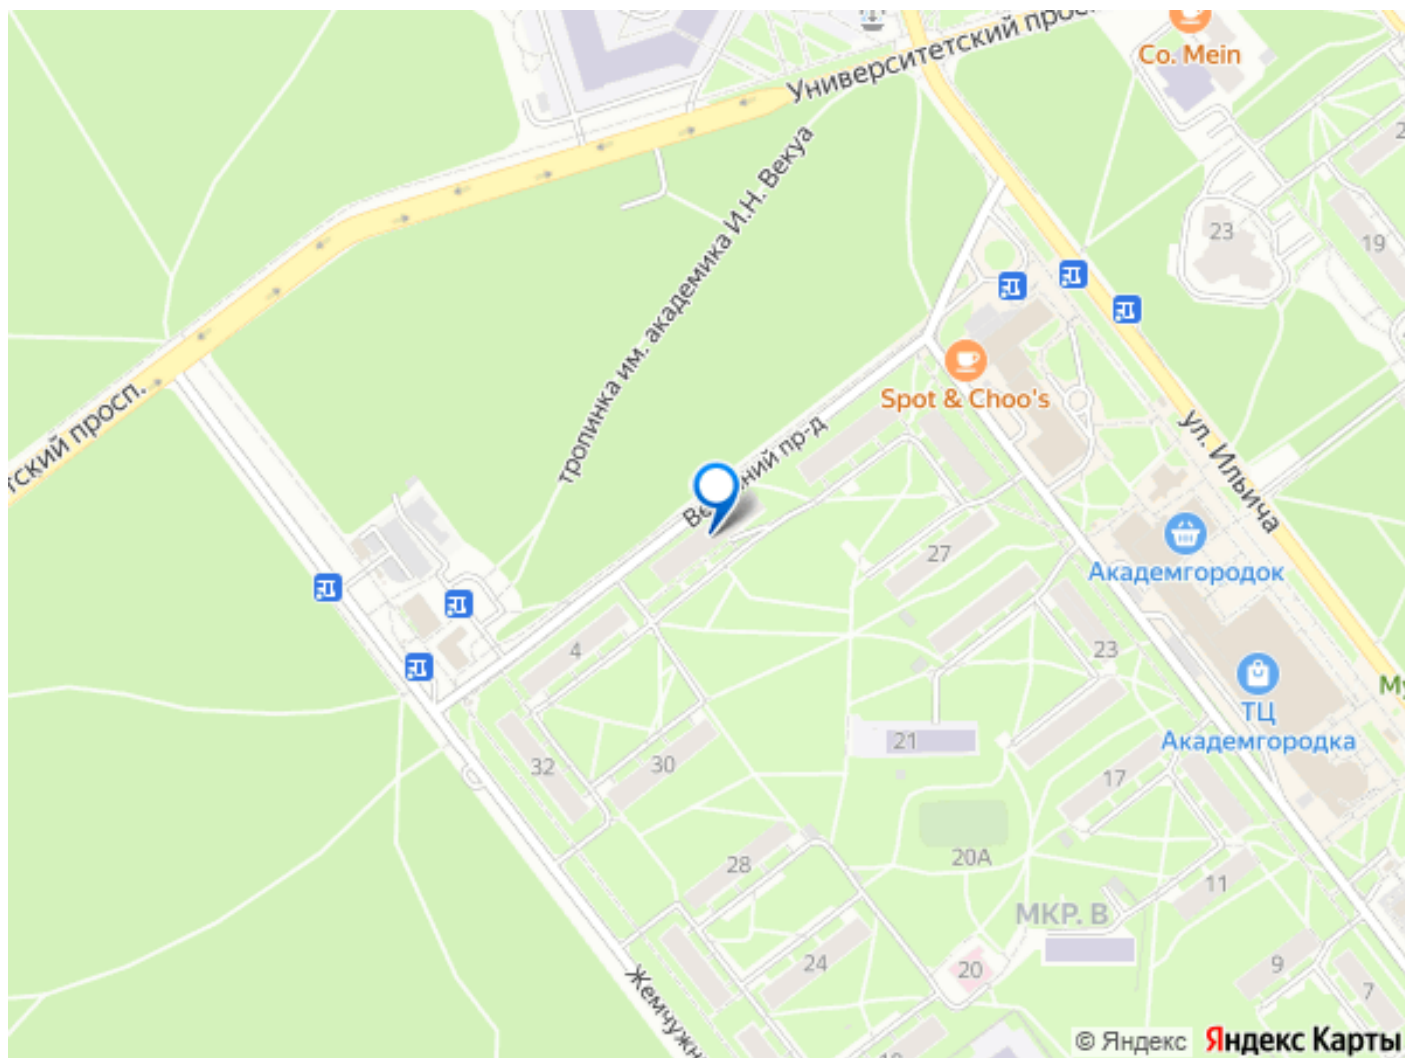 Университетский просп.
Co. Mein
тропинка им. академика И.Н. Векуа
23
19
Spot & Choo's
тский просп.
ний пр-д
ул. Ильича
27
Академгородок
4
23
ТЦ
Академгородка
21
32
30
17
28
20А
11
МКР. В
24
20
9
7
Жемчужн
© Яндекс
Яндекс Карты